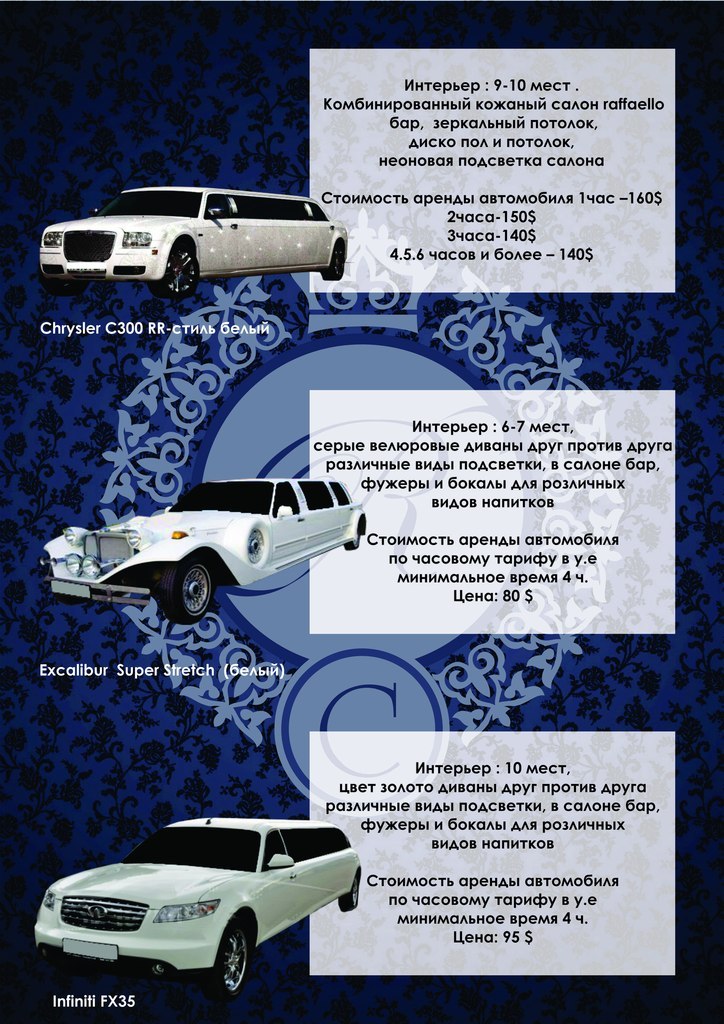 Интерьер : 9-10 мест .
Комбинированный кожаный салон raffaello
бар, зеркальный потолок,
диско пол и потолок,
неоновая подсветка салона
Стоимость аренды автомобиля 1час –160$
2часа-150$
3часа-140$
4.5.6 часов и более – 140$
Chrysler C300 RR-стиль белый
Интерьер : 6-7 мест,
серые велюровые диваны друг против друга
различные виды подсветки, в салоне бар,
фужеры и бокалы для розличных
видов напитков
Стоимость аренды автомобиля
по часовому тарифу в у.е
минимальное время 4 ч.
Цена: 80 $
Excalibur Super Stretch (белый)
C
Интерьер : 10 мест,
цвет золото диваны друг против друга
различные виды подсветки, в салоне бар,
фужеры и бокалы для розличных
видов напитков
Стоимость аренды автомобиля
по часовому тарифу в у.е
минимальное время 4 ч.
Цена: 95 $
Infiniti FX35